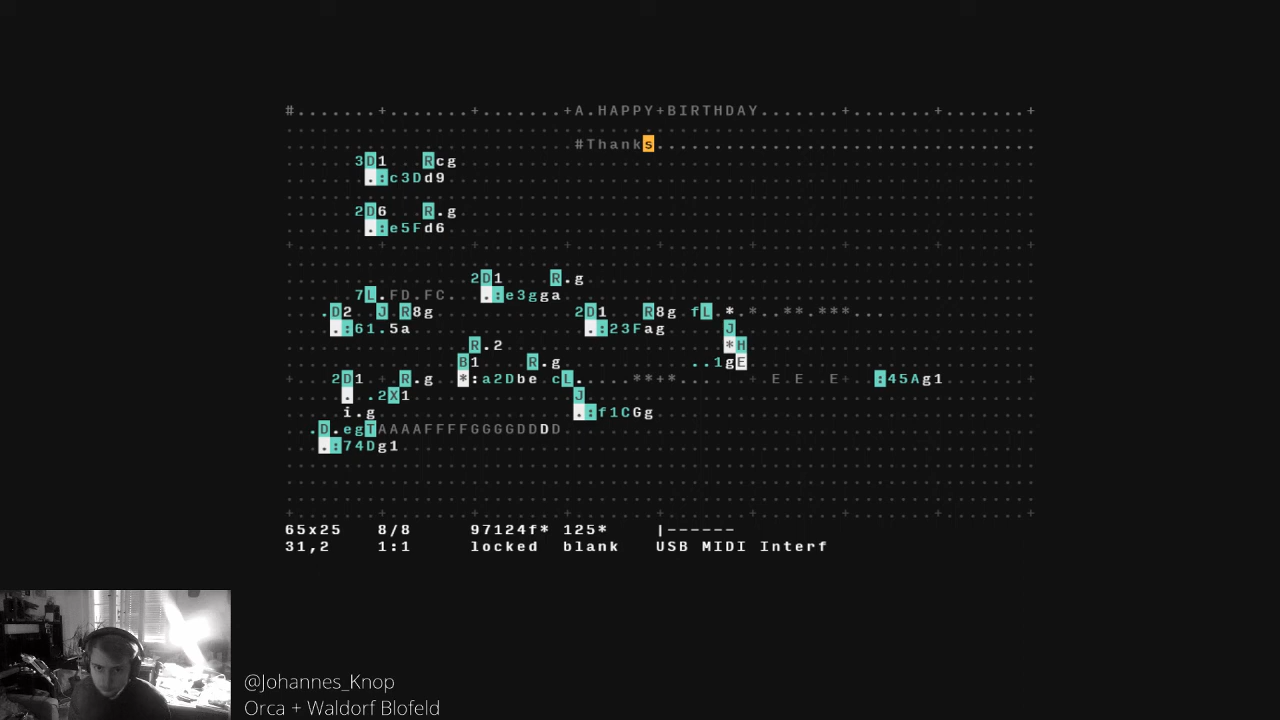 #.......+.......+.......+A.HAPPY+BIRTHDAY.......+.......+.......+
#Thanks
3D1 Rcg
.:c3Dd9
2D6 R.g
.:e5Fd6
2D1 R.g
7L.FD.FC. .:e3gga
.D2 J R8g 2D1 R8g fL *.*..**.***...
.:61.5a .:23Fag J
R.2 *H
B1 R.g ..1gE
2D1 R.g *:a2Dbe cL.....**+*.... E E E :45Ag1
. .2X1 J
i.g .:f1CGg
.D.egTAAAAFFFFGGGGDDDD
.:74Dg1
65x25 8/8 97124f* 125* |------
31,2 1:1 locked blank USB MIDI Interf
@Johannes_Knop
Orca + Waldorf Blofeld